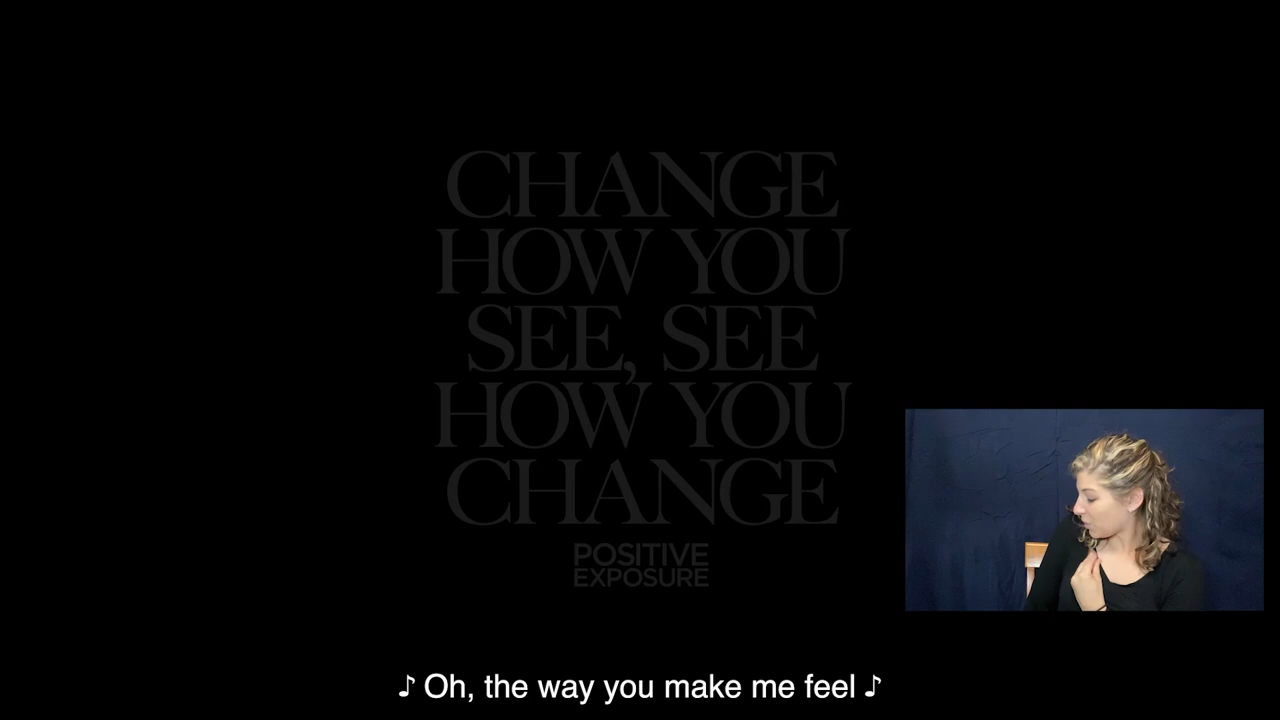 CHANGE
HOW YOU
SEE, SEE
HOW YOU
CHANGE
POSITIVE
EXPOSURE
♪ Oh, the way you make me feel ♪